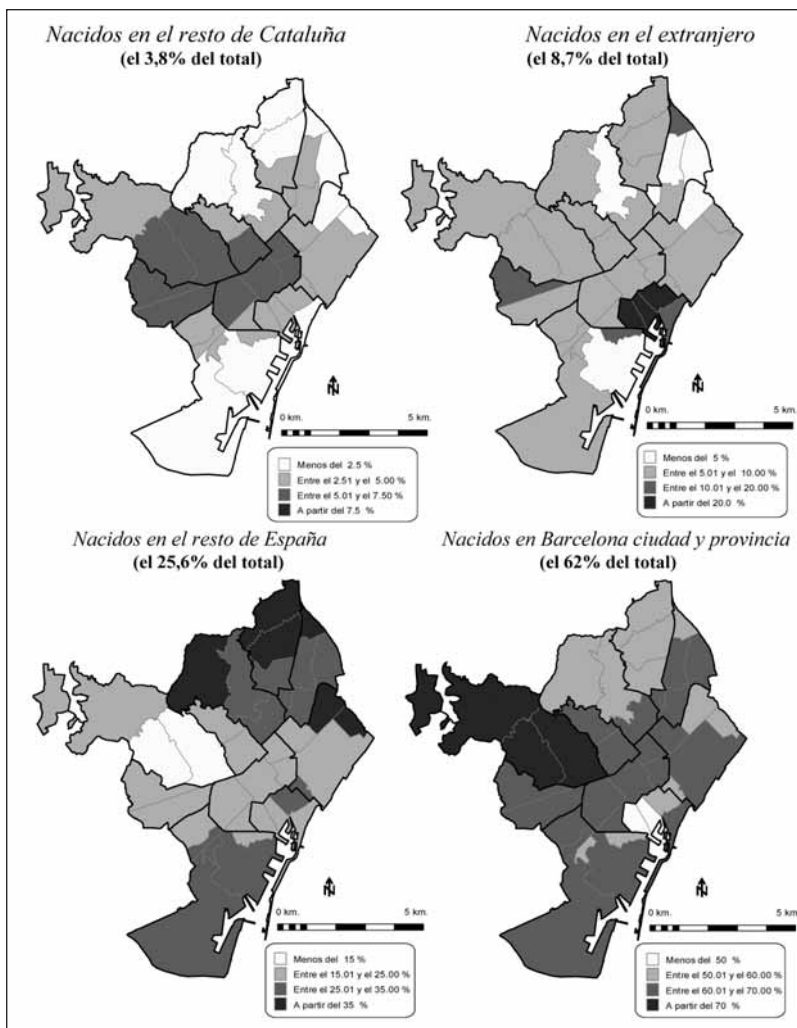 Nacidos en el resto de Cataluña
(el 3,8% del total)
Nacidos en el extranjero
(el 8,7% del total)
N
0 km.
5 km.
Menos del 2.5 %
Entre el 2.51 y el 5.00 %
Entre el 5.01 y el 7.50 %
A partir del 7.5 %
N
0 km.
5 km.
Menos del 5 %
Entre el 5.01 y el 10.00 %
Entre el 10.01 y el 20.00 %
A partir del 20.0 %
Nacidos en el resto de España
(el 25,6% del total)
Nacidos en Barcelona ciudad y provincia
(el 62% del total)
N
0 km.
5 km.
Menos del 15 %
Entre el 15.01 y el 25.00 %
Entre el 25.01 y el 35.00 %
A partir del 35 %
N
0 km.
5 km.
Menos del 50 %
Entre el 50.01 y el 60.00 %
Entre el 60.01 y el 70.00 %
A partir del 70 %